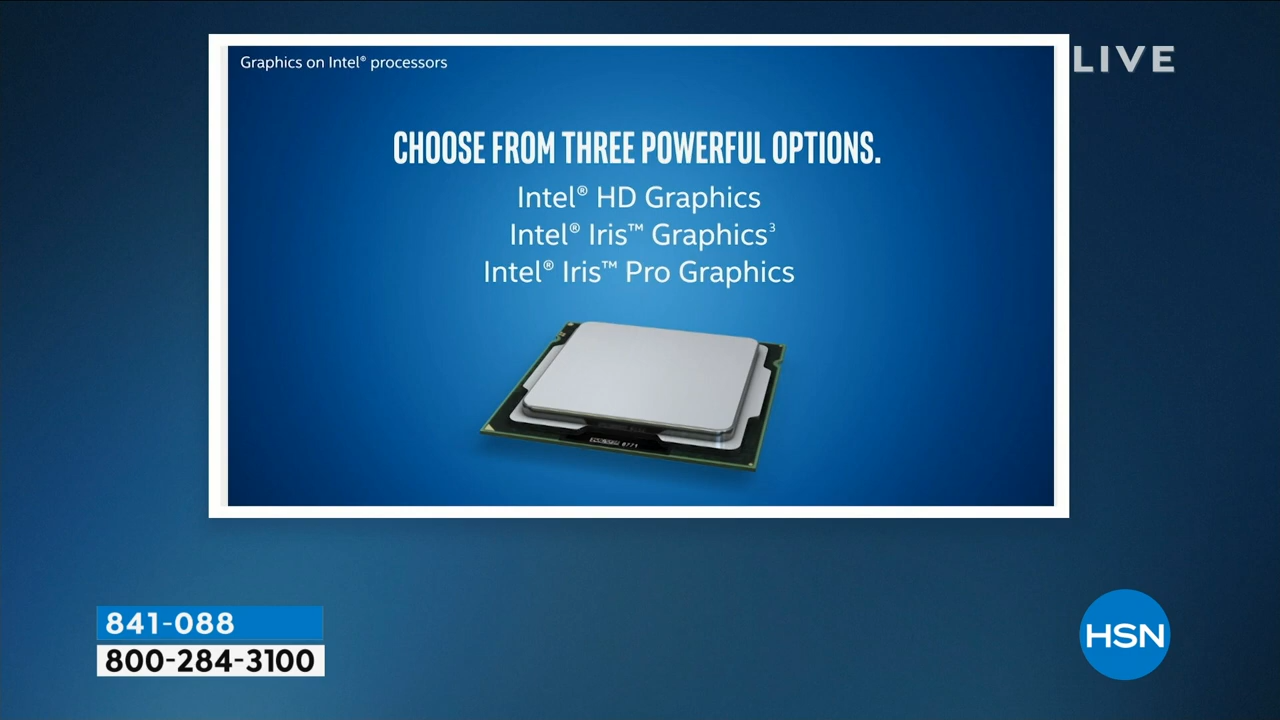 Graphics on Intel® processors
LIVE
CHOOSE FROM THREE POWERFUL OPTIONS.
Intel® HD Graphics
Intel® Iris™ Graphics³
Intel® Iris™ Pro Graphics
841-088
800-284-3100
HSN